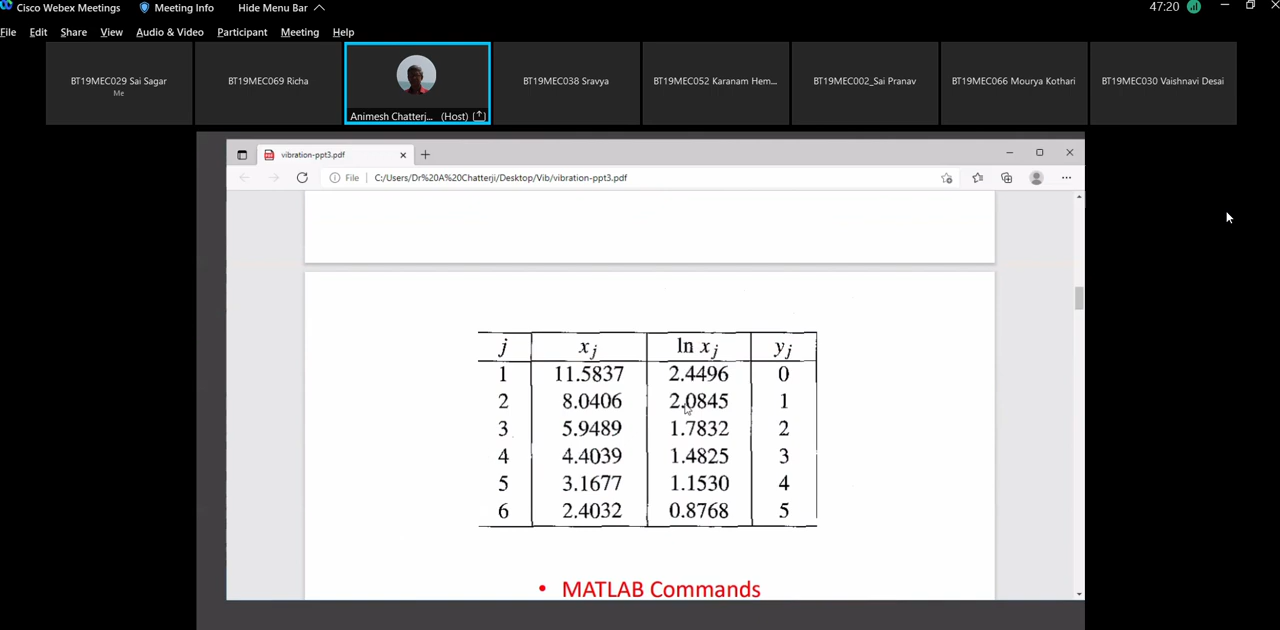 Cisco Webex Meetings Meeting Info Hide Menu Bar 47:20
File Edit Share View Audio & Video Participant Meeting Help
BT19MEC029 Sai Sagar BT19MEC069 Richa BT19MEC038 Sravya BT19MEC052 Karanam Hem... BT19MEC002_Sai Pranav BT19MEC066 Mourya Kothari BT19MEC030 Vaishnavi Desai
Me
Animesh Chatterj... (Host)
vibration-ppt3.pdf
File C:/Users/Dr%20A%20Chatterji/Desktop/Vib/vibration-ppt3.pdf
j xj ln xj yj
1 11.5837 2.4496 0
2 8.0406 2.0845 1
3 5.9489 1.7832 2
4 4.4039 1.4825 3
5 3.1677 1.1530 4
6 2.4032 0.8768 5
• MATLAB Commands